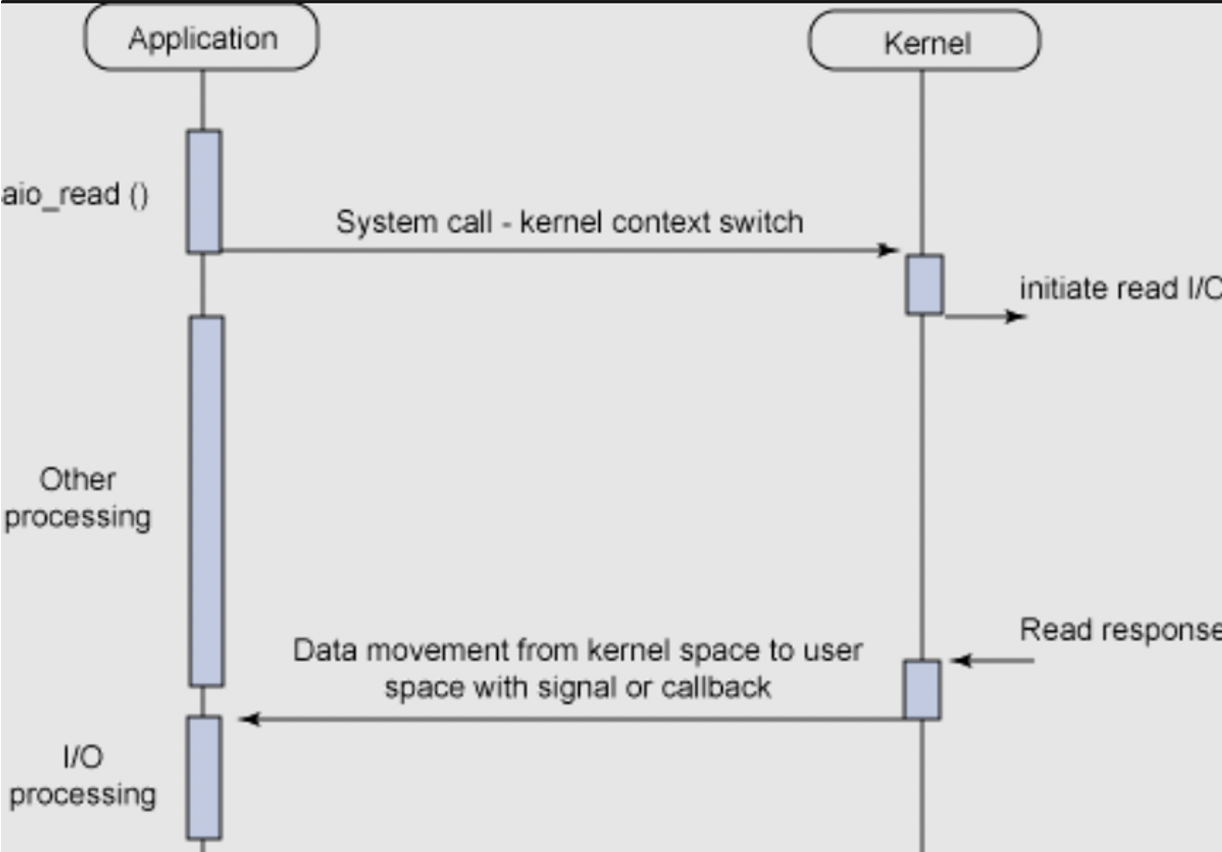 Application
Kernel
aio_read ()
System call - kernel context switch
initiate read I/O
Other
processing
Read response
Data movement from kernel space to user
space with signal or callback
I/O
processing